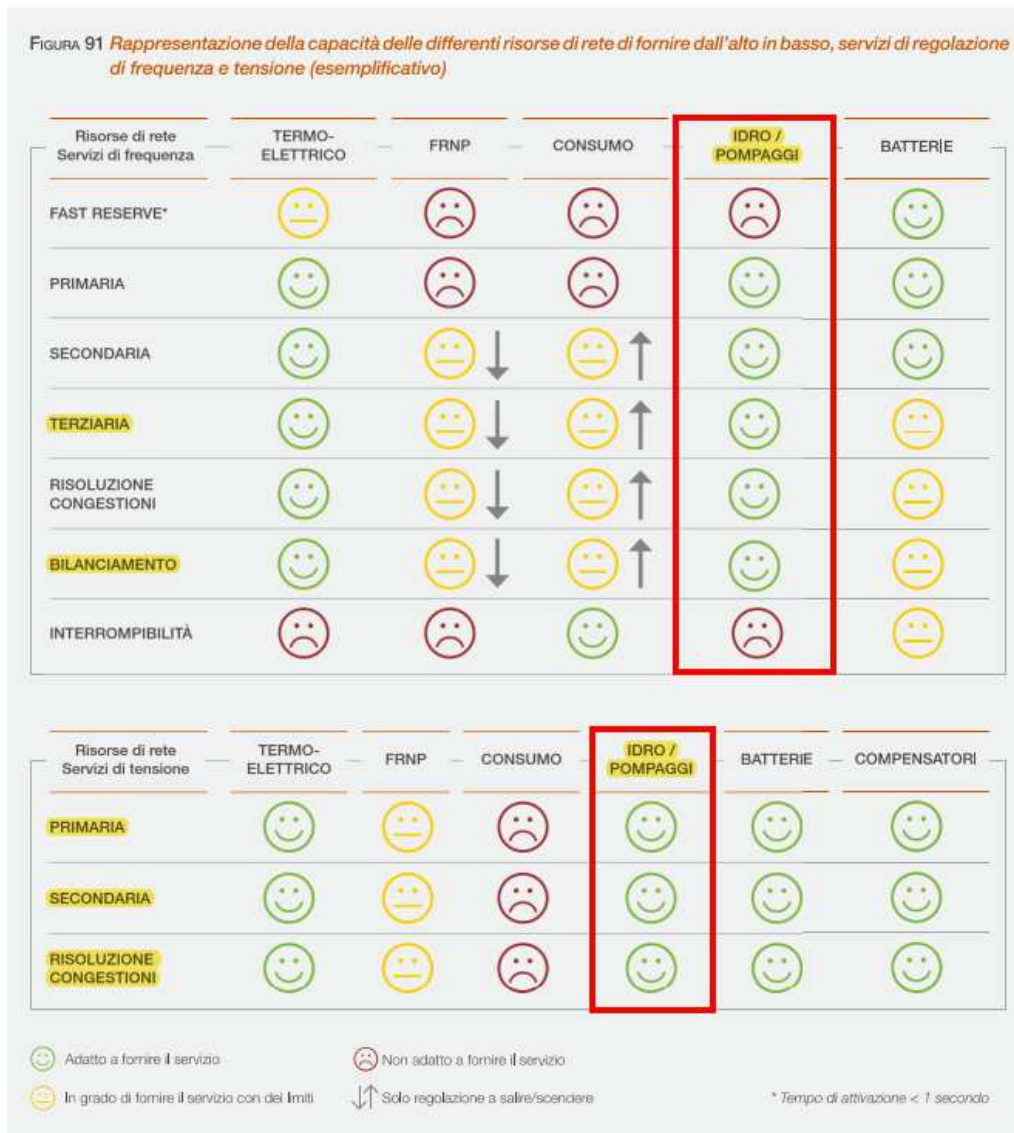 FIGURA 91 Rappresentazione della capacità delle differenti risorse di rete di fornire dall'alto in basso, servizi di regolazione
di frequenza e tensione (esemplificativo)
Risorse di rete
Servizi di frequenza
TERMO-
ELETTRICO
FRNP
CONSUMO
IDRO /
POMPAGGI
BATTERIE
FAST RESERVE*
PRIMARIA
SECONDARIA
TERZIARIA
RISOLUZIONE
CONGESTIONI
BILANCIAMENTO
INTERROMPIBILITÀ
Risorse di rete
Servizi di tensione
TERMO-
ELETTRICO
FRNP
CONSUMO
IDRO /
POMPAGGI
BATTERIE
COMPENSATORI
PRIMARIA
SECONDARIA
RISOLUZIONE
CONGESTIONI
Adatto a fornire il servizio
Non adatto a fornire il servizio
In grado di fornire il servizio con dei limiti
Solo regolazione a salire/scendere
* Tempo di attivazione < 1 secondo